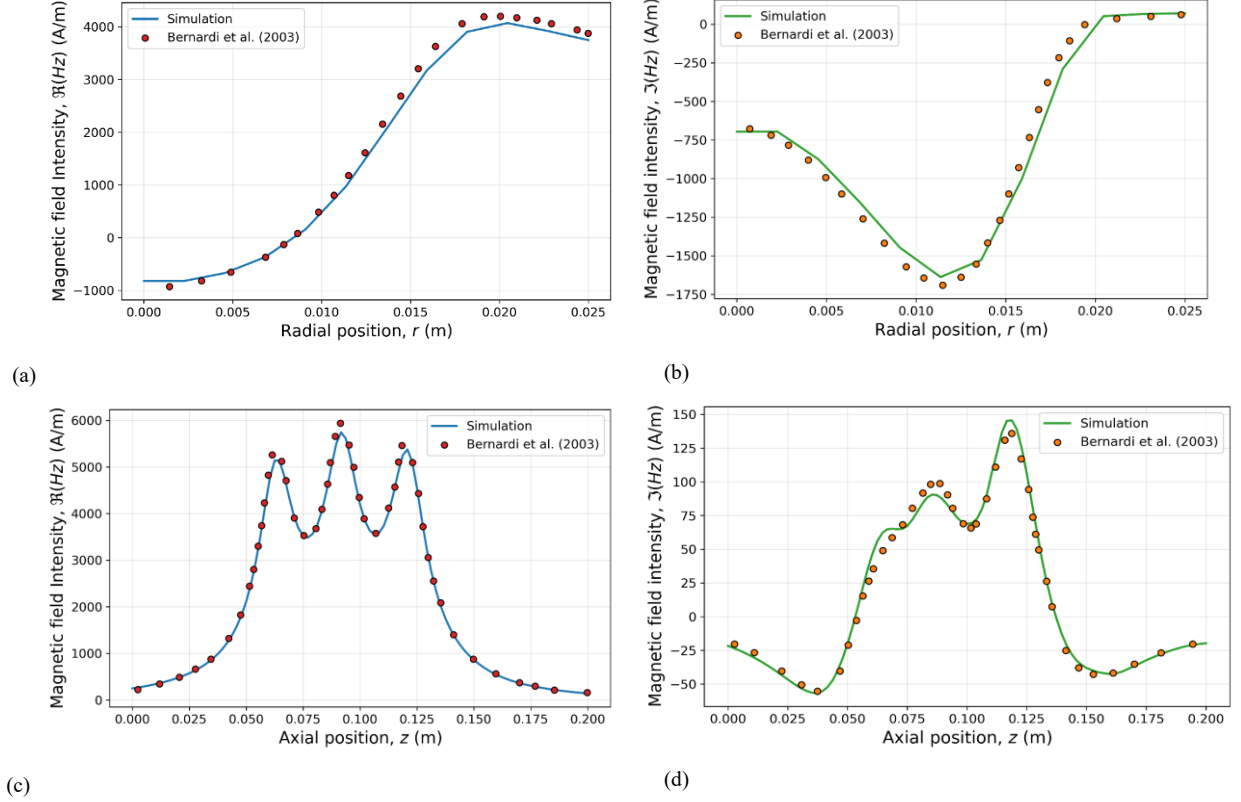 Magnetic field intensity, ℜ(Hz) (A/m)
4000
3000
2000
1000
0
−1000
Simulation
Bernardi et al. (2003)
0.000 0.005 0.010 0.015 0.020 0.025
Radial position, r (m)
(a)
Magnetic field intensity, ℑ(Hz) (A/m)
0
−250
−500
−750
−1000
−1250
−1500
−1750
Simulation
Bernardi et al. (2003)
0.000 0.005 0.010 0.015 0.020 0.025
Radial position, r (m)
(b)
Magnetic field Intensity, ℜ(Hz) (A/m)
6000
5000
4000
3000
2000
1000
0
Simulation
Bernardi et al. (2003)
0.000 0.025 0.050 0.075 0.100 0.125 0.150 0.175 0.200
Axial position, z (m)
(c)
Magnetic field intensity, ℑ(Hz) (A/m)
150
125
100
75
50
25
0
−25
−50
Simulation
Bernardi et al. (2003)
0.000 0.025 0.050 0.075 0.100 0.125 0.150 0.175 0.200
Axial position, z (m)
(d)